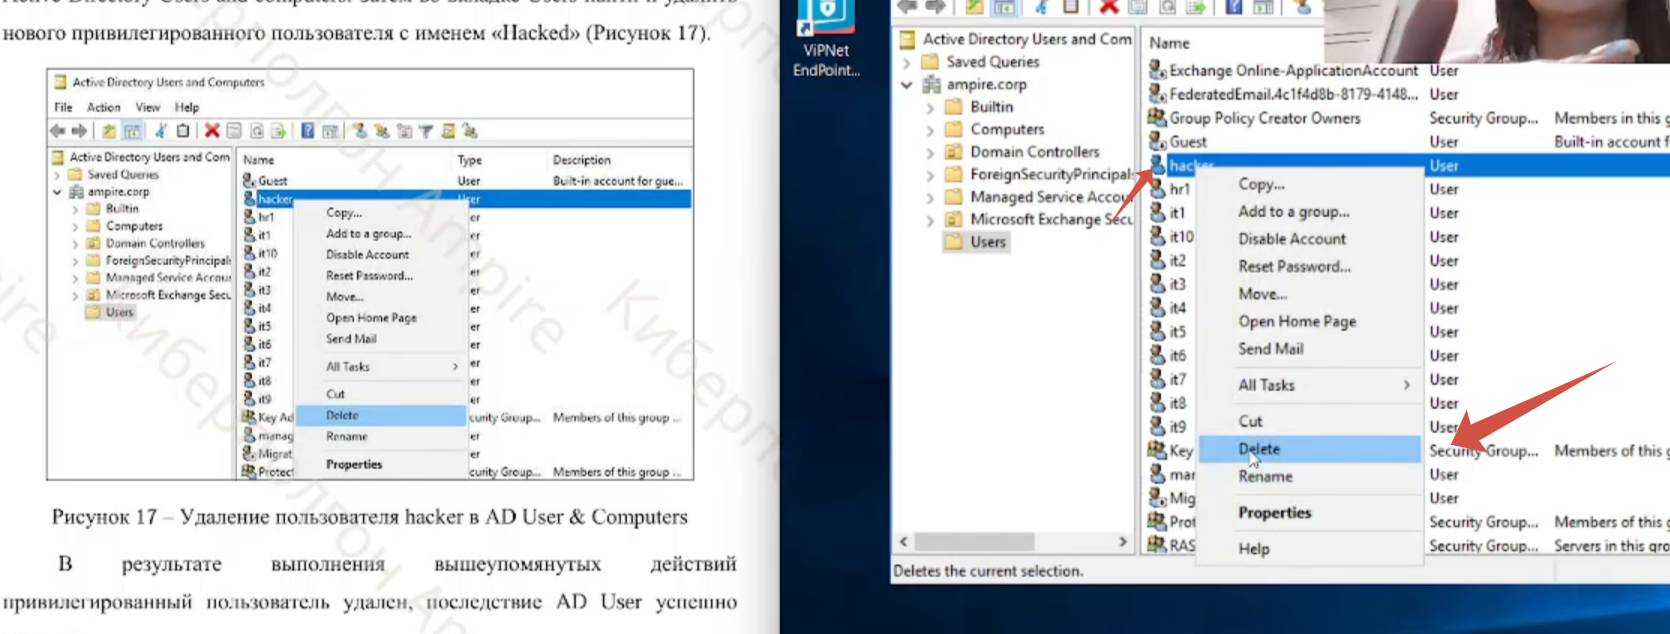 Active Directory Users and computers. Затем во вкладке Users найти и удалить
нового привилегированного пользователя с именем «Hacked» (Рисунок 17).
Active Directory Users and Computers
File Action View Help
Active Directory Users and Com
Saved Queries
ampire.corp
Builtin
Computers
Domain Controllers
ForeignSecurityPrincipals
Managed Service Accou
Microsoft Exchange Secu
Users
Name Type Description
Guest User Built-in account for gue...
hacker User
hr1 er
it1 er
it10 er
it2 er
it3 er
it4 er
it5 er
it6 er
it7 er
it8 er
it9 er
Key Ad curity Group... Members of this group ...
manag er
Migrat er
Protect curity Group... Members of this group ...
Copy...
Add to a group...
Disable Account
Reset Password...
Move...
Open Home Page
Send Mail
All Tasks
Cut
Delete
Rename
Properties
Рисунок 17 – Удаление пользователя hacker в AD User & Computers
В результате выполнения вышеупомянутых действий
привилегированный пользователь удален, последствие AD User успешно
Ampire
Киберполигон
ViPNet
EndPoint...
Active Directory Users and Com
Saved Queries
ampire.corp
Builtin
Computers
Domain Controllers
ForeignSecurityPrincipals
Managed Service Accou
Microsoft Exchange Secu
Users
Name
Exchange Online-ApplicationAccount User
FederatedEmail.4c1f4d8b-8179-4148... User
Group Policy Creator Owners Security Group... Members in this g
Guest User Built-in account f
hacker User
hr1 User
it1 User
it10 User
it2 User
it3 User
it4 User
it5 User
it6 User
it7 User
it8 User
it9 User
Key Security Group... Members of this g
mar User
Mig User
Prot Security Group... Members of this g
RAS Security Group... Servers in this gro
Copy...
Add to a group...
Disable Account
Reset Password...
Move...
Open Home Page
Send Mail
All Tasks
Cut
Delete
Rename
Properties
Help
Deletes the current selection.